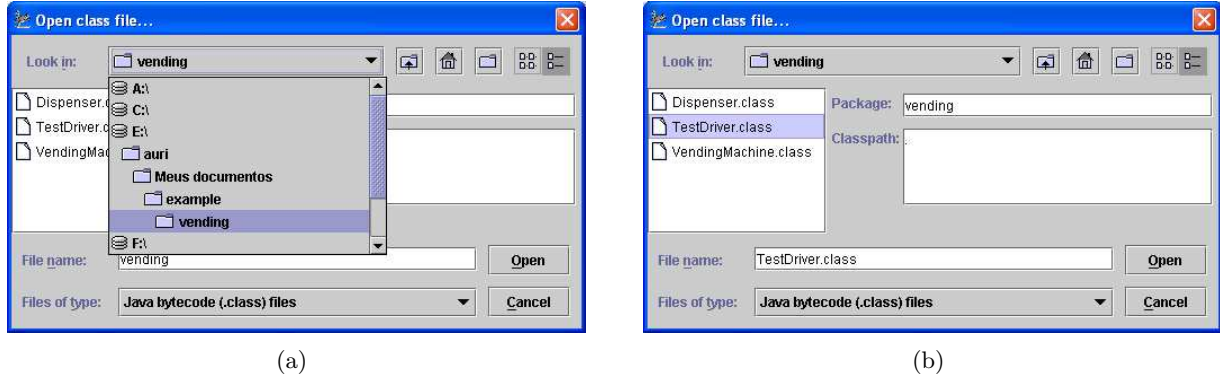 Open class file...
Look in: vending
A:\
C:\
E:\
auri
Meus documentos
example
vending
F:\
Dispenser.c
TestDriver.c
VendingMac
File name: vending Open
Files of type: Java bytecode (.class) files Cancel
(a)
Open class file...
Look in: vending
Dispenser.class
TestDriver.class
VendingMachine.class
Package: vending
Classpath: .
File name: TestDriver.class Open
Files of type: Java bytecode (.class) files Cancel
(b)